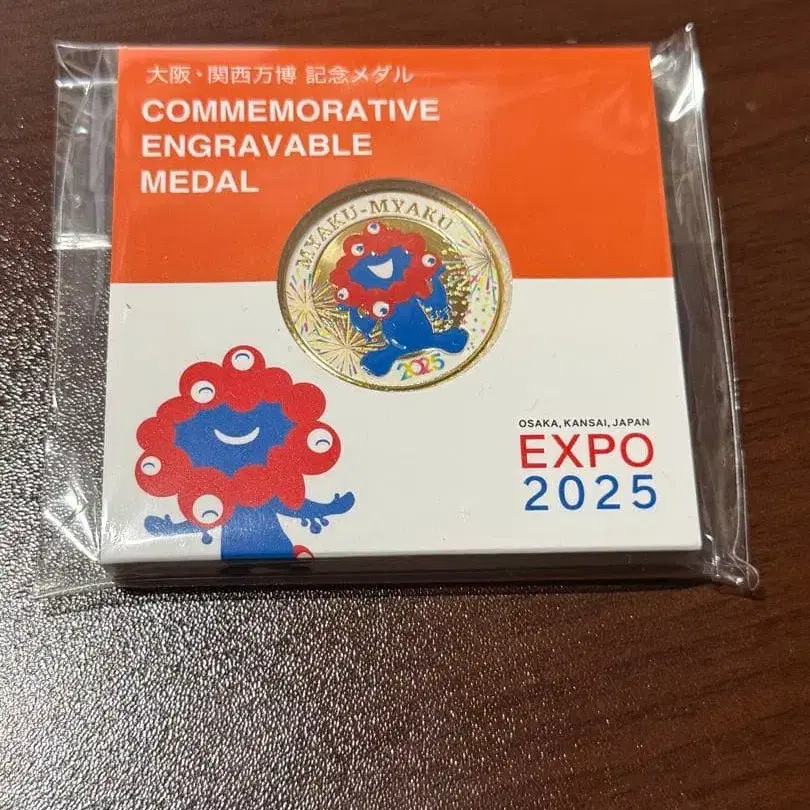 大阪・関西万博 記念メダル
COMMEMORATIVE
ENGRAVABLE
MEDAL
MYAKU-MYAKU
2025
OSAKA, KANSAI, JAPAN
EXPO
2025